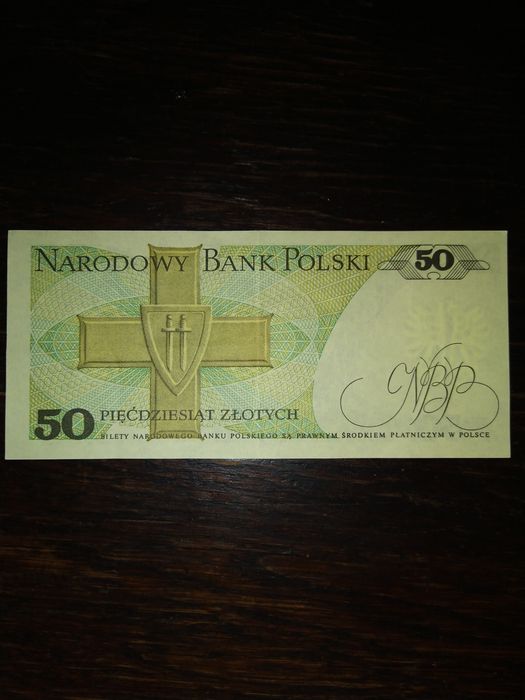 NARODOWY BANK POLSKI 50
NBP
50 PIĘĆDZIESIĄT ZŁOTYCH
BILETY NARODOWEGO BANKU POLSKIEGO SĄ PRAWNYM ŚRODKIEM PŁATNICZYM W POLSCE